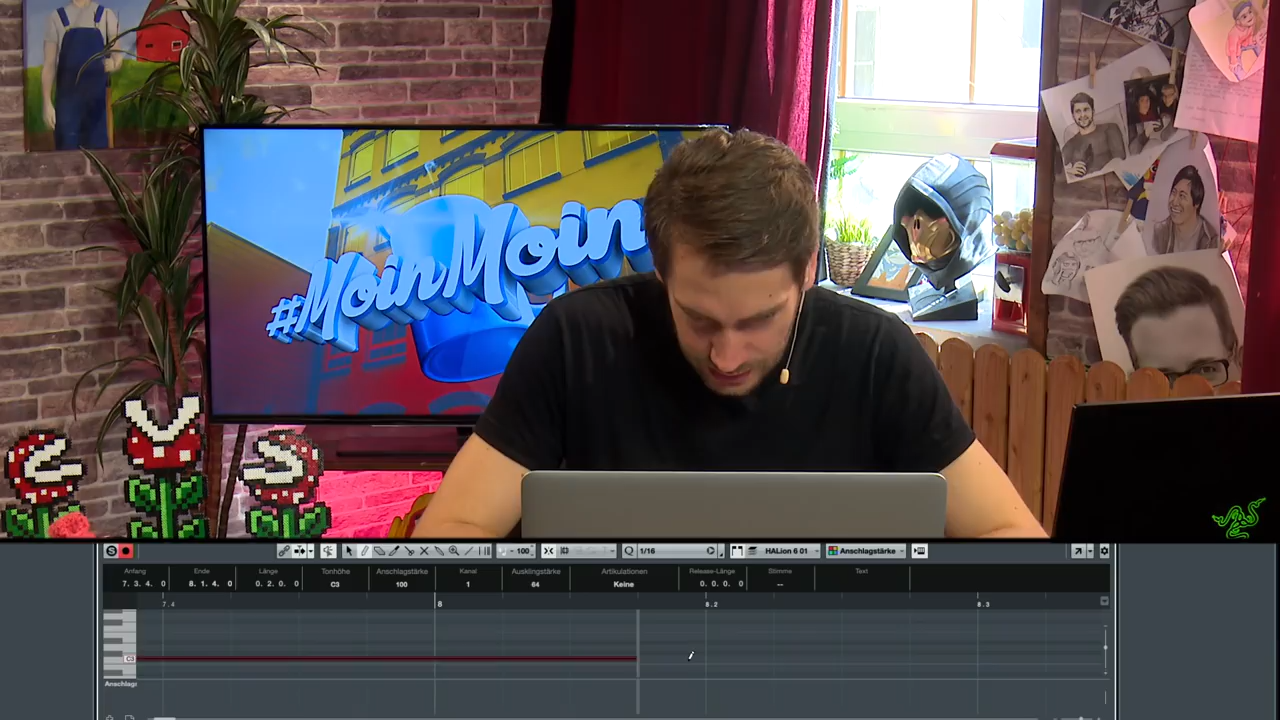 #MoinMoin
S
100
Q
1/16
HALion 6 01
Anschlagstärke
Anfang Ende Länge Tonhöhe Anschlagstärke Kanal Ausklingstärke Artikulationen Release-Länge Stimme Text
7. 3. 4. 0 8. 1. 4. 0 0. 2. 0. 0 C3 100 1 64 Keine 0. 0. 0. 0 --
7.4 8 8.2 8.3
C3
Anschlags